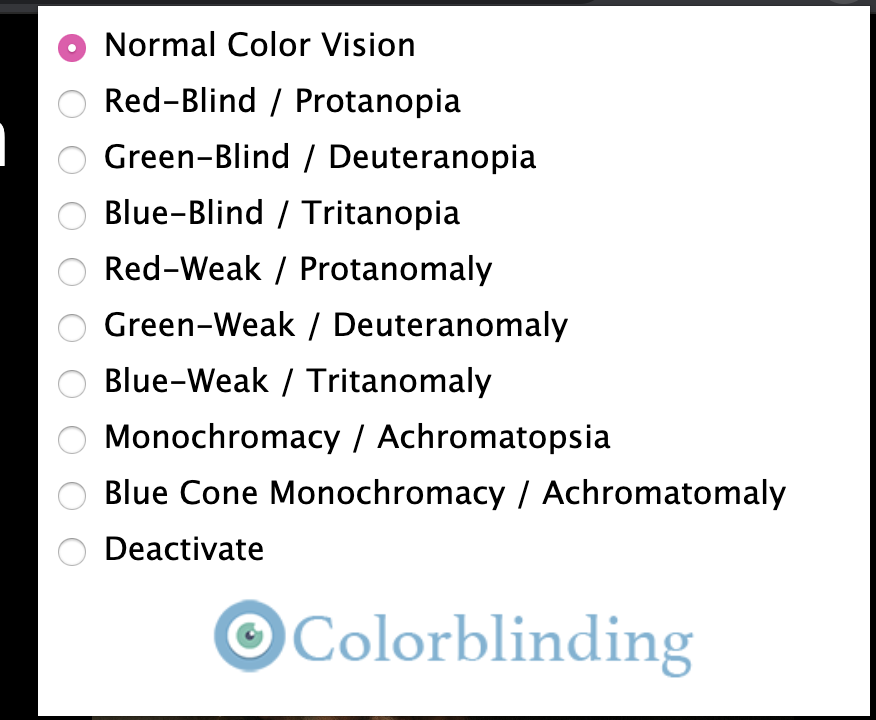 Normal Color Vision
Red-Blind / Protanopia
Green-Blind / Deuteranopia
Blue-Blind / Tritanopia
Red-Weak / Protanomaly
Green-Weak / Deuteranomaly
Blue-Weak / Tritanomaly
Monochromacy / Achromatopsia
Blue Cone Monochromacy / Achromatomaly
Deactivate
Colorblinding